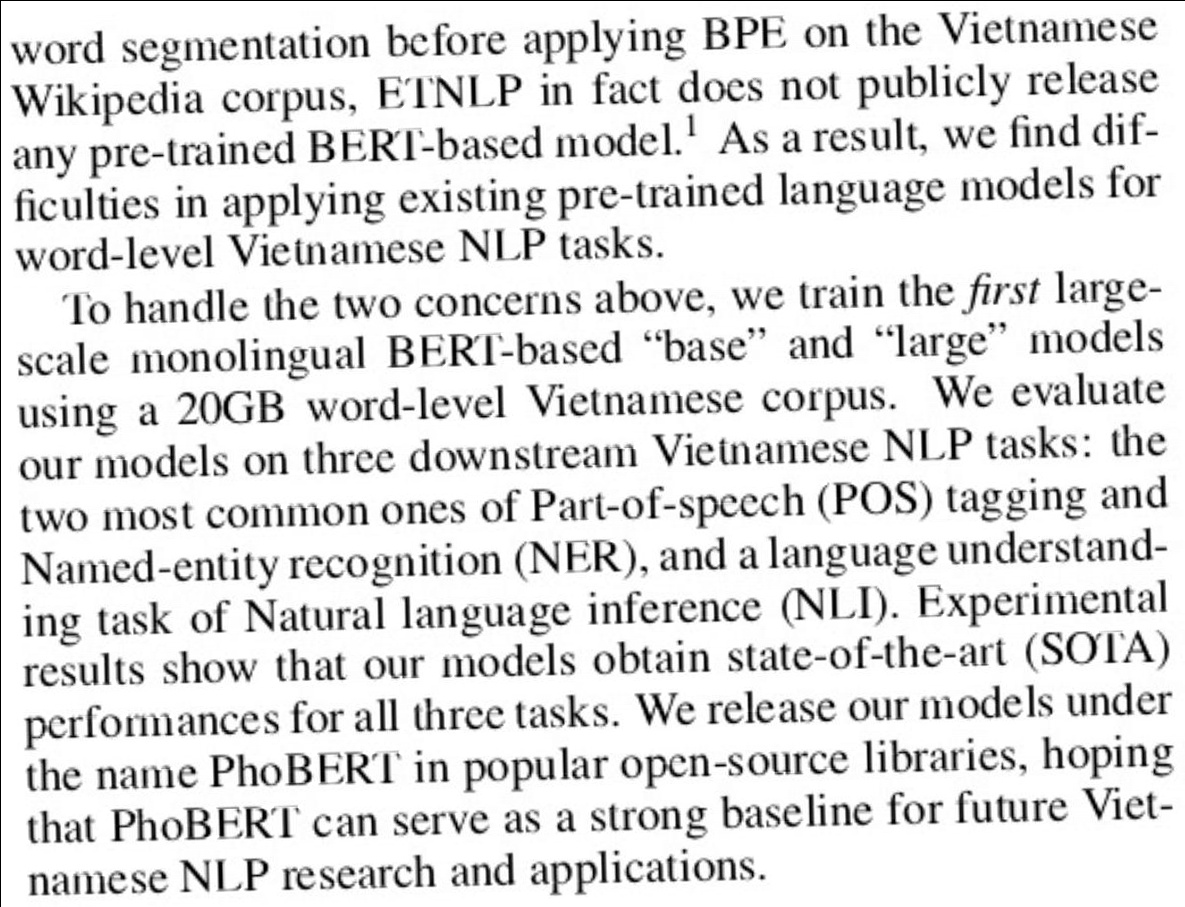 word segmentation before applying BPE on the Vietnamese
Wikipedia corpus, ETNLP in fact does not publicly release
any pre-trained BERT-based model.¹ As a result, we find dif-
ficulties in applying existing pre-trained language models for
word-level Vietnamese NLP tasks.
To handle the two concerns above, we train the first large-
scale monolingual BERT-based “base” and “large” models
using a 20GB word-level Vietnamese corpus. We evaluate
our models on three downstream Vietnamese NLP tasks: the
two most common ones of Part-of-speech (POS) tagging and
Named-entity recognition (NER), and a language understand-
ing task of Natural language inference (NLI). Experimental
results show that our models obtain state-of-the-art (SOTA)
performances for all three tasks. We release our models under
the name PhoBERT in popular open-source libraries, hoping
that PhoBERT can serve as a strong baseline for future Viet-
namese NLP research and applications.